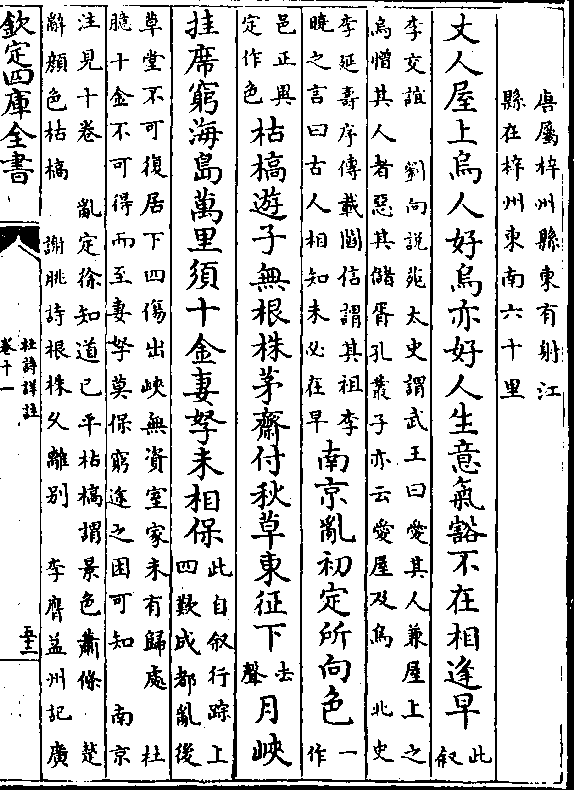 唐屬梓州縣東有射江
縣在梓州東南六十里
丈人屋上烏人好烏亦好人生意氣豁不在相逢早
此
叙
李交誼　劉向說苑太史謂武王曰愛其人兼屋上之
烏憎其人者惡其儲胥孔叢子亦云愛屋及烏　北史
李延壽序傳載閻信謂其祖李
曉之言曰古人相知未必在早
南京亂初定所向色
一
作
邑正異
定作色
枯槁遊子無根株茅齋付秋草東征下
去
聲
月峽
挂席窮海島萬里須十金妻孥未相保
此自叙行踪上
四歎成都亂後
草堂不可復居下四傷出峽無資室家未有歸處　杜
臆十金不可得而至妻孥莫保窮途之困可知　南京
注見十卷　亂定徐知道已平枯槁謂景色蕭條　楚
辭顔色枯槁　謝朓詩根株久離別　李膺益州記廣
欽定四庫全書
杜詩詳註
卷十一
五十二